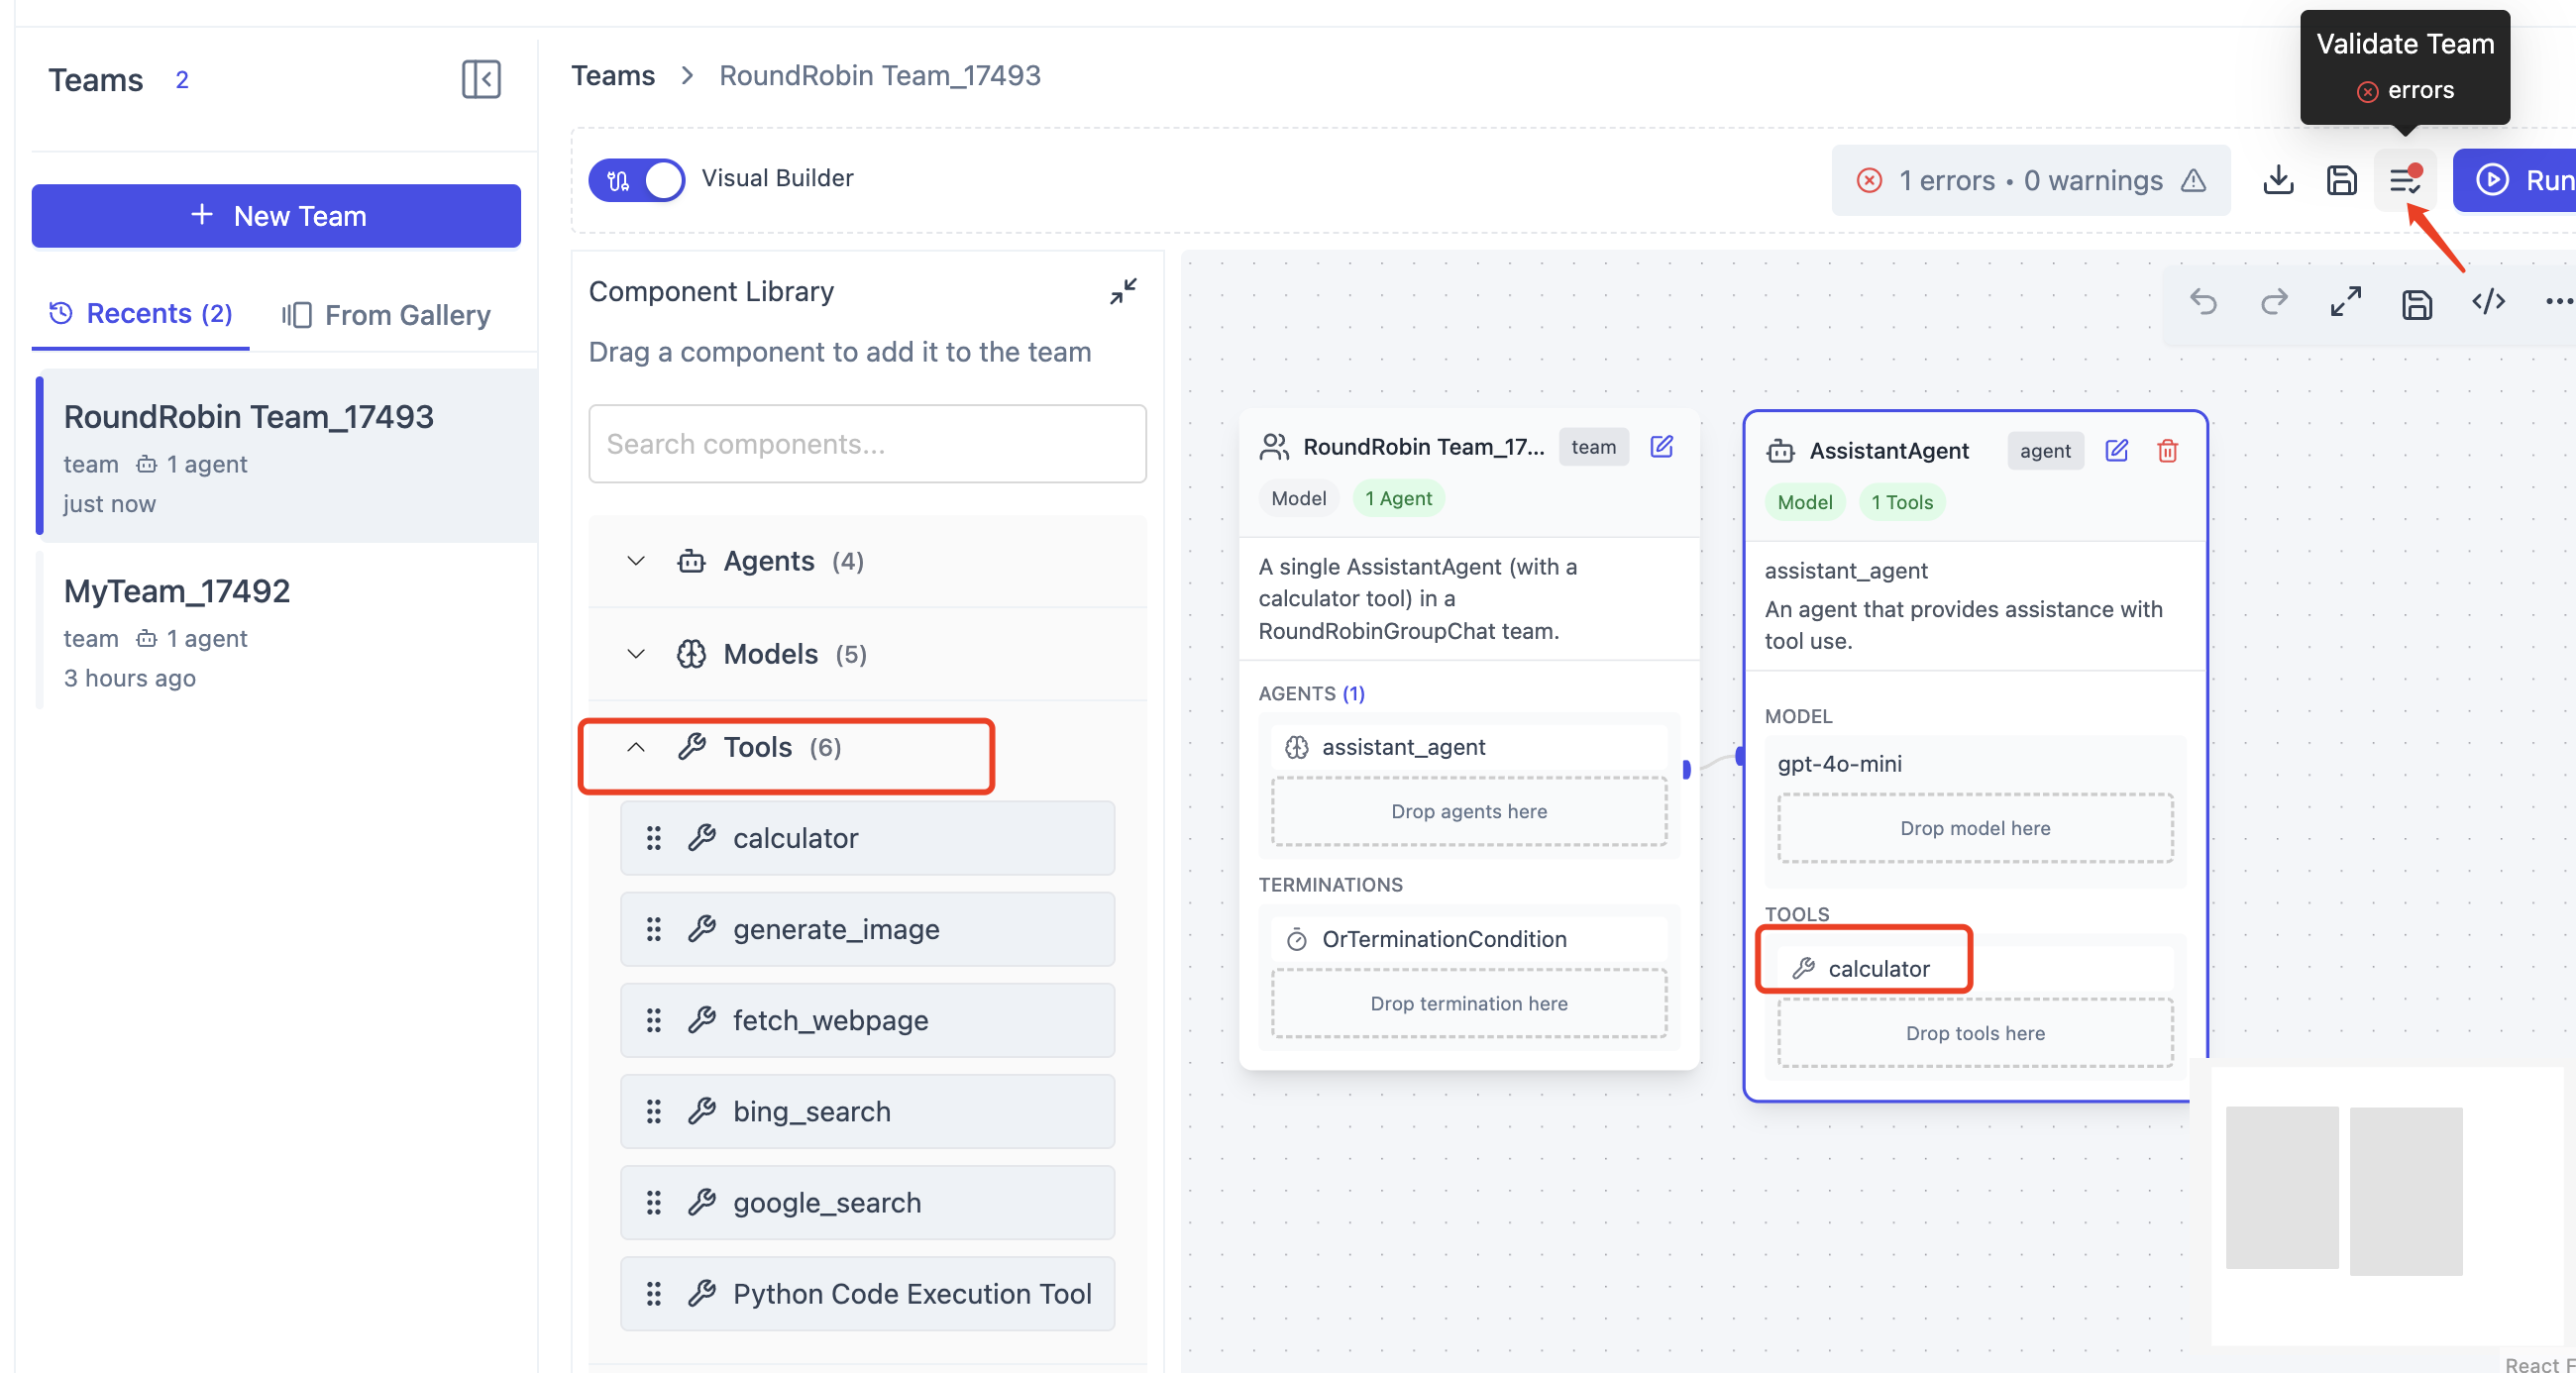 Validate Team
errors
Teams 2
Teams > RoundRobin Team_17493
Visual Builder
1 errors • 0 warnings
Run
New Team
Recents (2)
From Gallery
RoundRobin Team_17493
team 1 agent
just now
MyTeam_17492
team 1 agent
3 hours ago
Component Library
Drag a component to add it to the team
Search components...
Agents (4)
Models (5)
Tools (6)
calculator
generate_image
fetch_webpage
bing_search
google_search
Python Code Execution Tool
RoundRobin Team_17... team
Model 1 Agent
A single AssistantAgent (with a
calculator tool) in a
RoundRobinGroupChat team.
AGENTS (1)
assistant_agent
Drop agents here
TERMINATIONS
OrTerminationCondition
Drop termination here
AssistantAgent agent
Model 1 Tools
assistant_agent
An agent that provides assistance with
tool use.
MODEL
gpt-4o-mini
Drop model here
TOOLS
calculator
Drop tools here
React F